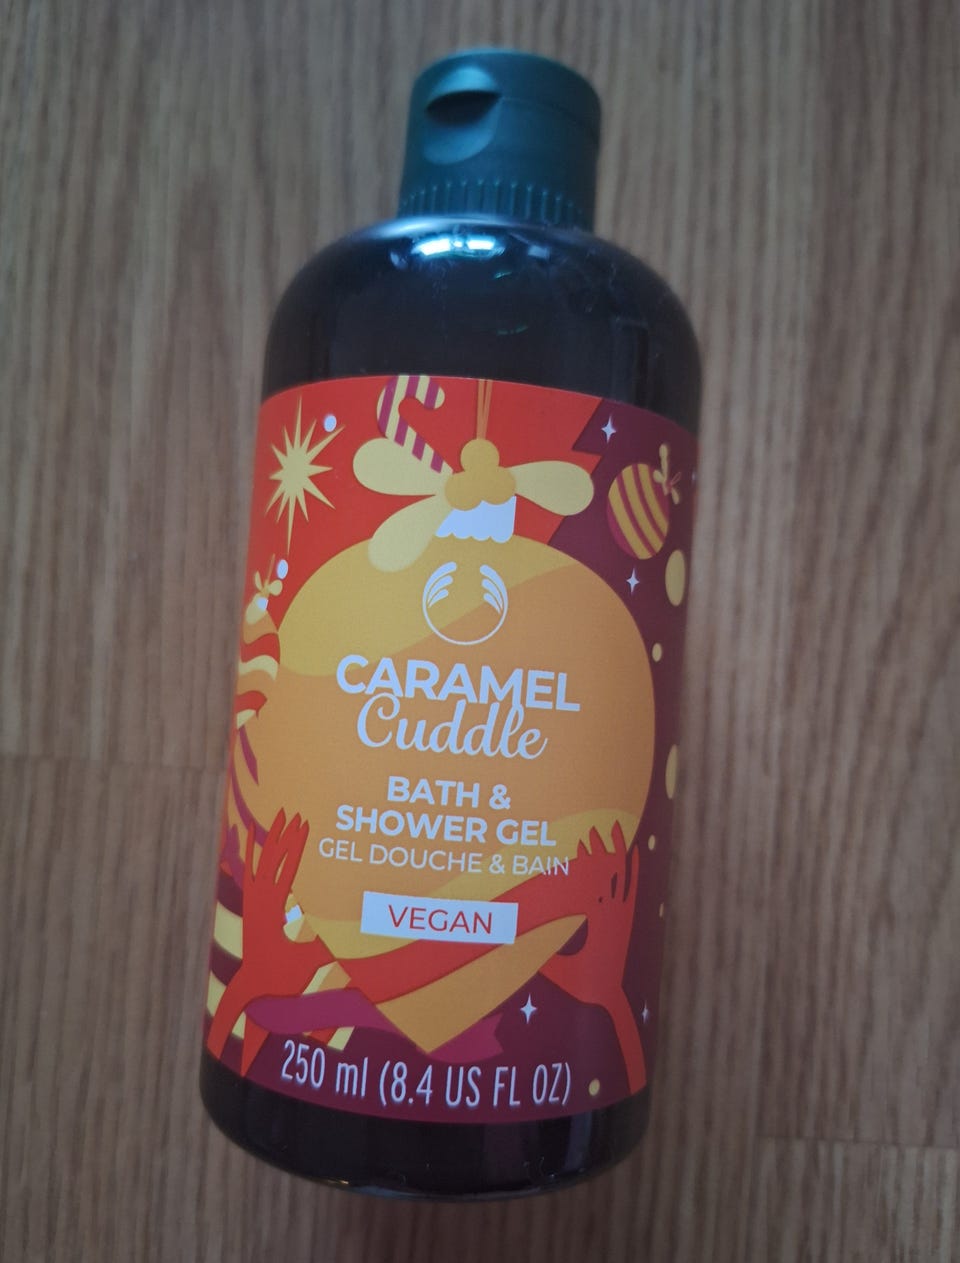 CARAMEL
Cuddle
BATH &
SHOWER GEL
GEL DOUCHE & BAIN
VEGAN
250 ml (8.4 US FL OZ)